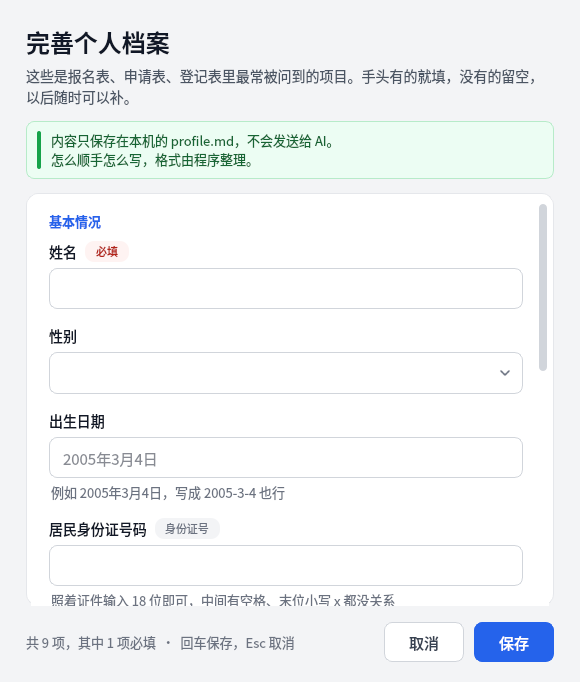 完善个人档案
这些是报名表、申请表、登记表里最常被问到的项目。手头有的就填，没有的留空，
以后随时可以补。
内容只保存在本机的 profile.md，不会发送给 AI。
怎么顺手怎么写，格式由程序整理。
基本情况
姓名 必填
性别
出生日期
2005年3月4日
例如 2005年3月4日，写成 2005-3-4 也行
居民身份证号码 身份证号
照着证件输入 18 位即可，中间有空格、末位小写 x 都没关系
共 9 项，其中 1 项必填 · 回车保存，Esc 取消
取消
保存